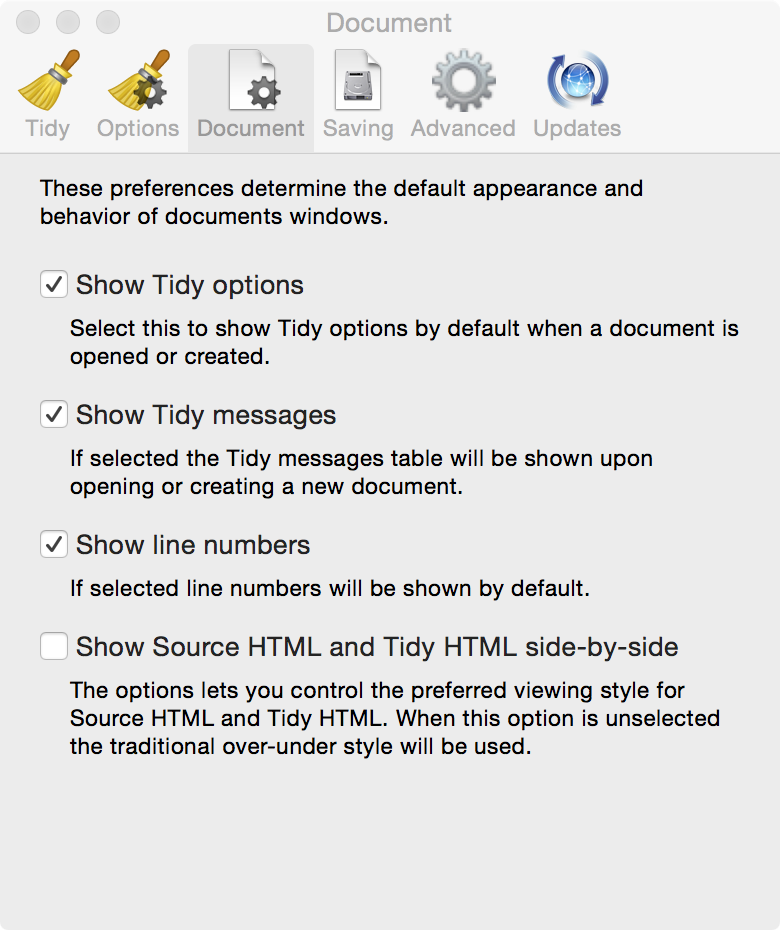 Document
Tidy Options Document Saving Advanced Updates
These preferences determine the default appearance and
behavior of documents windows.
Show Tidy options
Select this to show Tidy options by default when a document is
opened or created.
Show Tidy messages
If selected the Tidy messages table will be shown upon
opening or creating a new document.
Show line numbers
If selected line numbers will be shown by default.
Show Source HTML and Tidy HTML side-by-side
The options lets you control the preferred viewing style for
Source HTML and Tidy HTML. When this option is unselected
the traditional over-under style will be used.